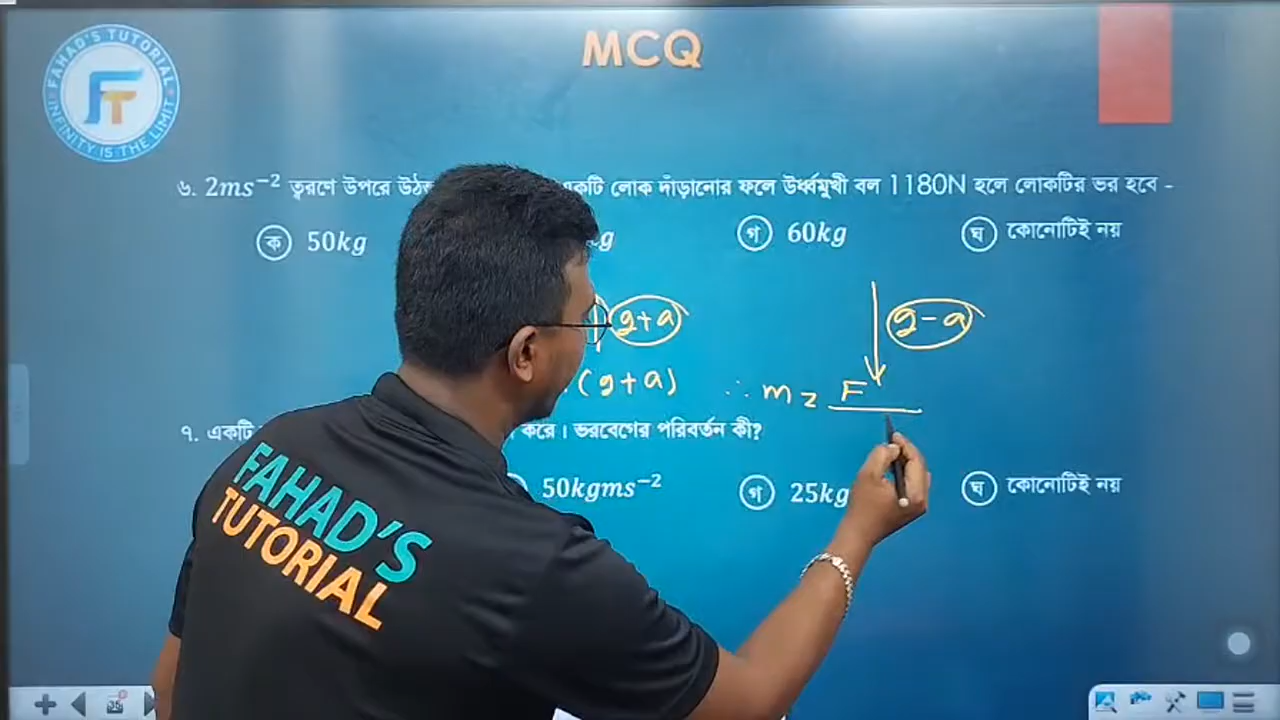 MCQ
FAHAD'S TUTORIAL
INFINITY IS THE LIMIT
FT
৬. 2ms⁻² ত্বরণে উপরে একটি লোক দাঁড়ানোর ফলে উর্ধ্বমুখী বল 1180N হলে লোকটির ভর হবে -
ক 50kg g গ 60kg ঘ কোনোটিই নয়
g+a g-a
(g+a) ∴ m = F
৭. একটি করে। ভরবেগের পরিবর্তন কী?
50kgms⁻² গ 25kg ঘ কোনোটিই নয়
FAHAD'S
TUTORIAL